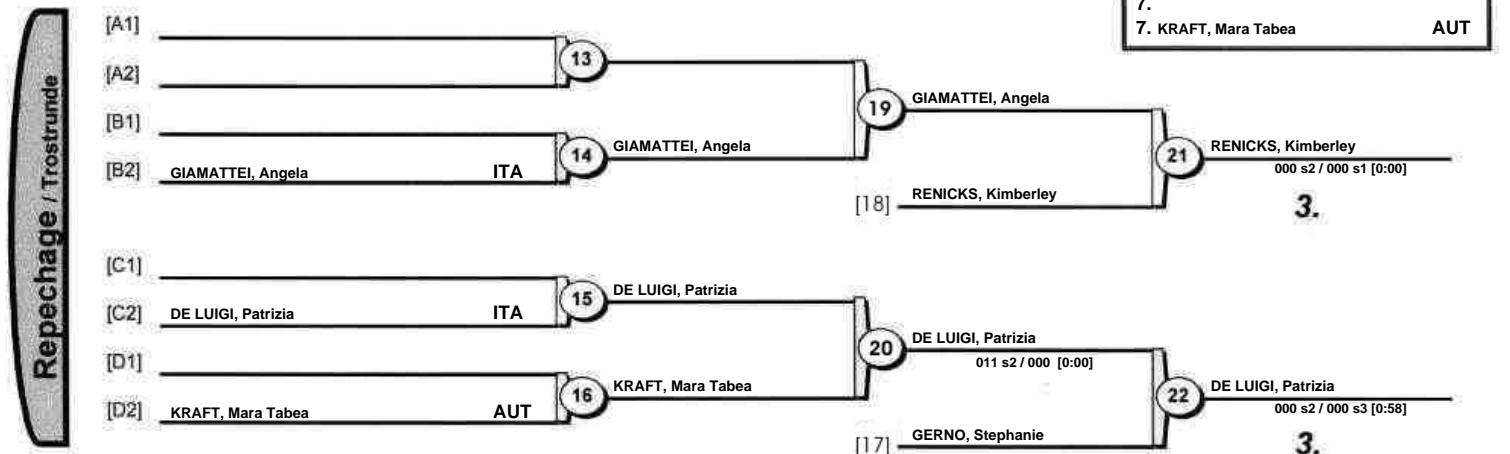 7.
7. KRAFT, Mara Tabea AUT
Repechage / Trostrunde
[A1]
13
[A2]
19 GIAMATTEI, Angela
[B1]
14 GIAMATTEI, Angela
21 RENICKS, Kimberley
000 s2 / 000 s1 [0:00]
[B2] GIAMATTEI, Angela ITA
[18] RENICKS, Kimberley
3.
[C1]
15 DE LUIGI, Patrizia
[C2] DE LUIGI, Patrizia ITA
20 DE LUIGI, Patrizia
011 s2 / 000 [0:00]
[D1]
16 KRAFT, Mara Tabea
22 DE LUIGI, Patrizia
000 s2 / 000 s3 [0:58]
[D2] KRAFT, Mara Tabea AUT
[17] GERNO, Stephanie
3.